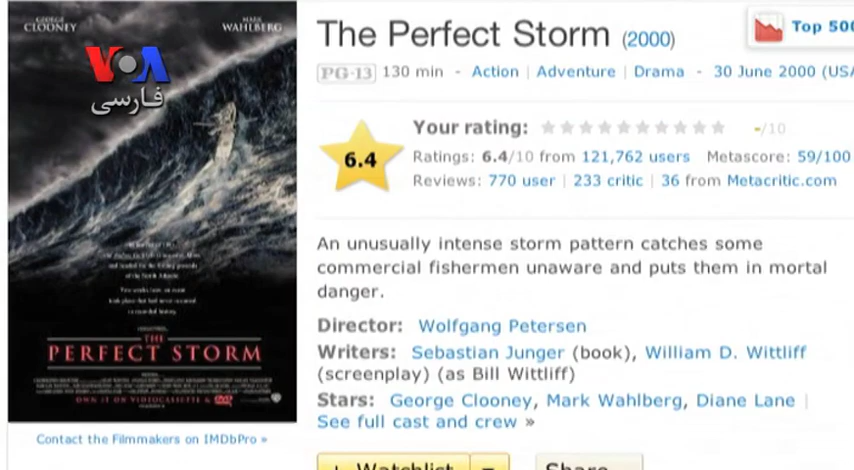 GEORGE
CLOONEY
MARK
WAHLBERG
VOA
فارسی
THE
PERFECT STORM
OWN IT ON VIDEOCASSETTE & DVD
Contact the Filmmakers on IMDbPro »
The Perfect Storm (2000)
Top 500
PG-13 130 min - Action | Adventure | Drama - 30 June 2000 (USA
6.4
Your rating: -/10
Ratings: 6.4/10 from 121,762 users Metascore: 59/100
Reviews: 770 user | 233 critic | 36 from Metacritic.com
An unusually intense storm pattern catches some
commercial fishermen unaware and puts them in mortal
danger.
Director: Wolfgang Petersen
Writers: Sebastian Junger (book), William D. Wittliff
(screenplay) (as Bill Wittliff)
Stars: George Clooney, Mark Wahlberg, Diane Lane |
See full cast and crew »
+ Watchlist
Share